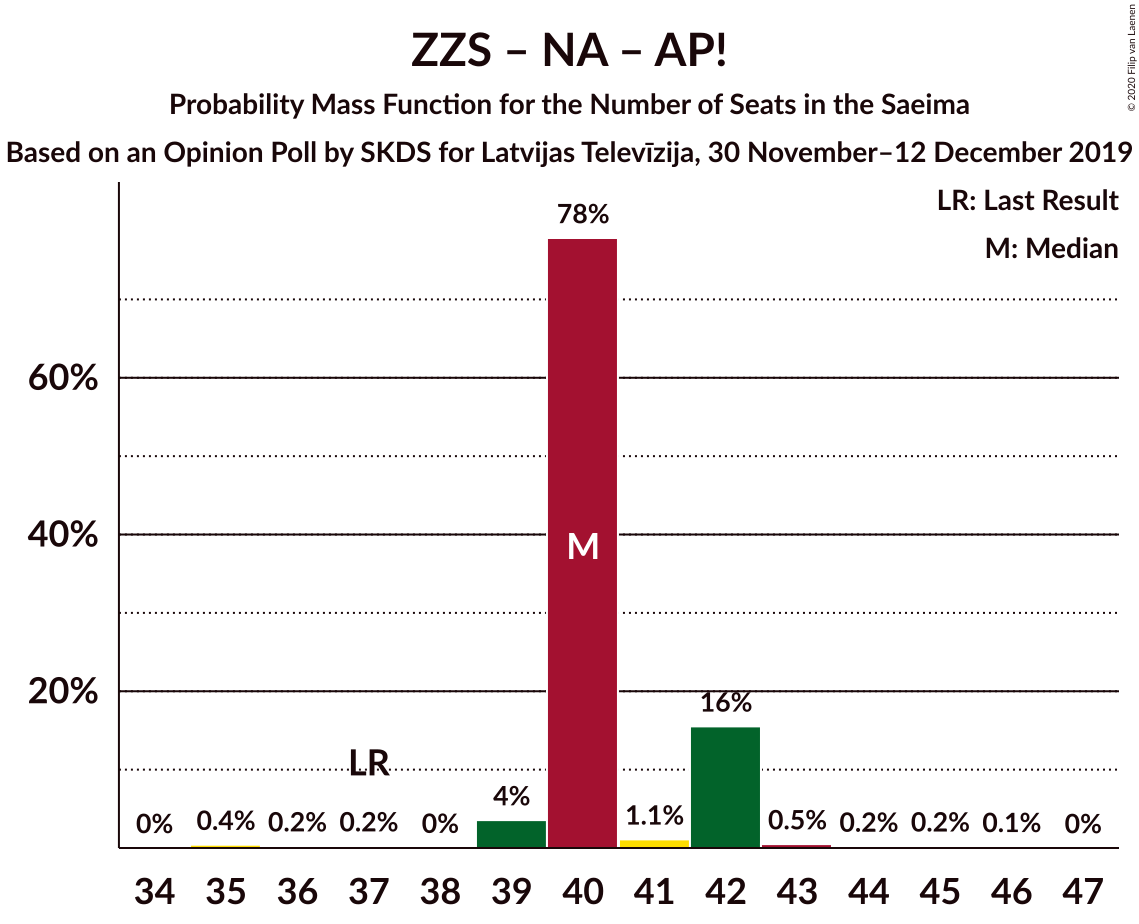 ZZS – NA – AP!
Probability Mass Function for the Number of Seats in the Saeima
Based on an Opinion Poll by SKDS for Latvijas Televīzija, 30 November–12 December 2019
© 2020 Filip van Laenen
LR: Last Result
M: Median
78%
60%
40%
M
20%
16%
LR
4%
0%
0.4%
0.2%
0.2%
0%
1.1%
0.5%
0.2%
0.2%
0.1%
0%
34 35 36 37 38 39 40 41 42 43 44 45 46 47